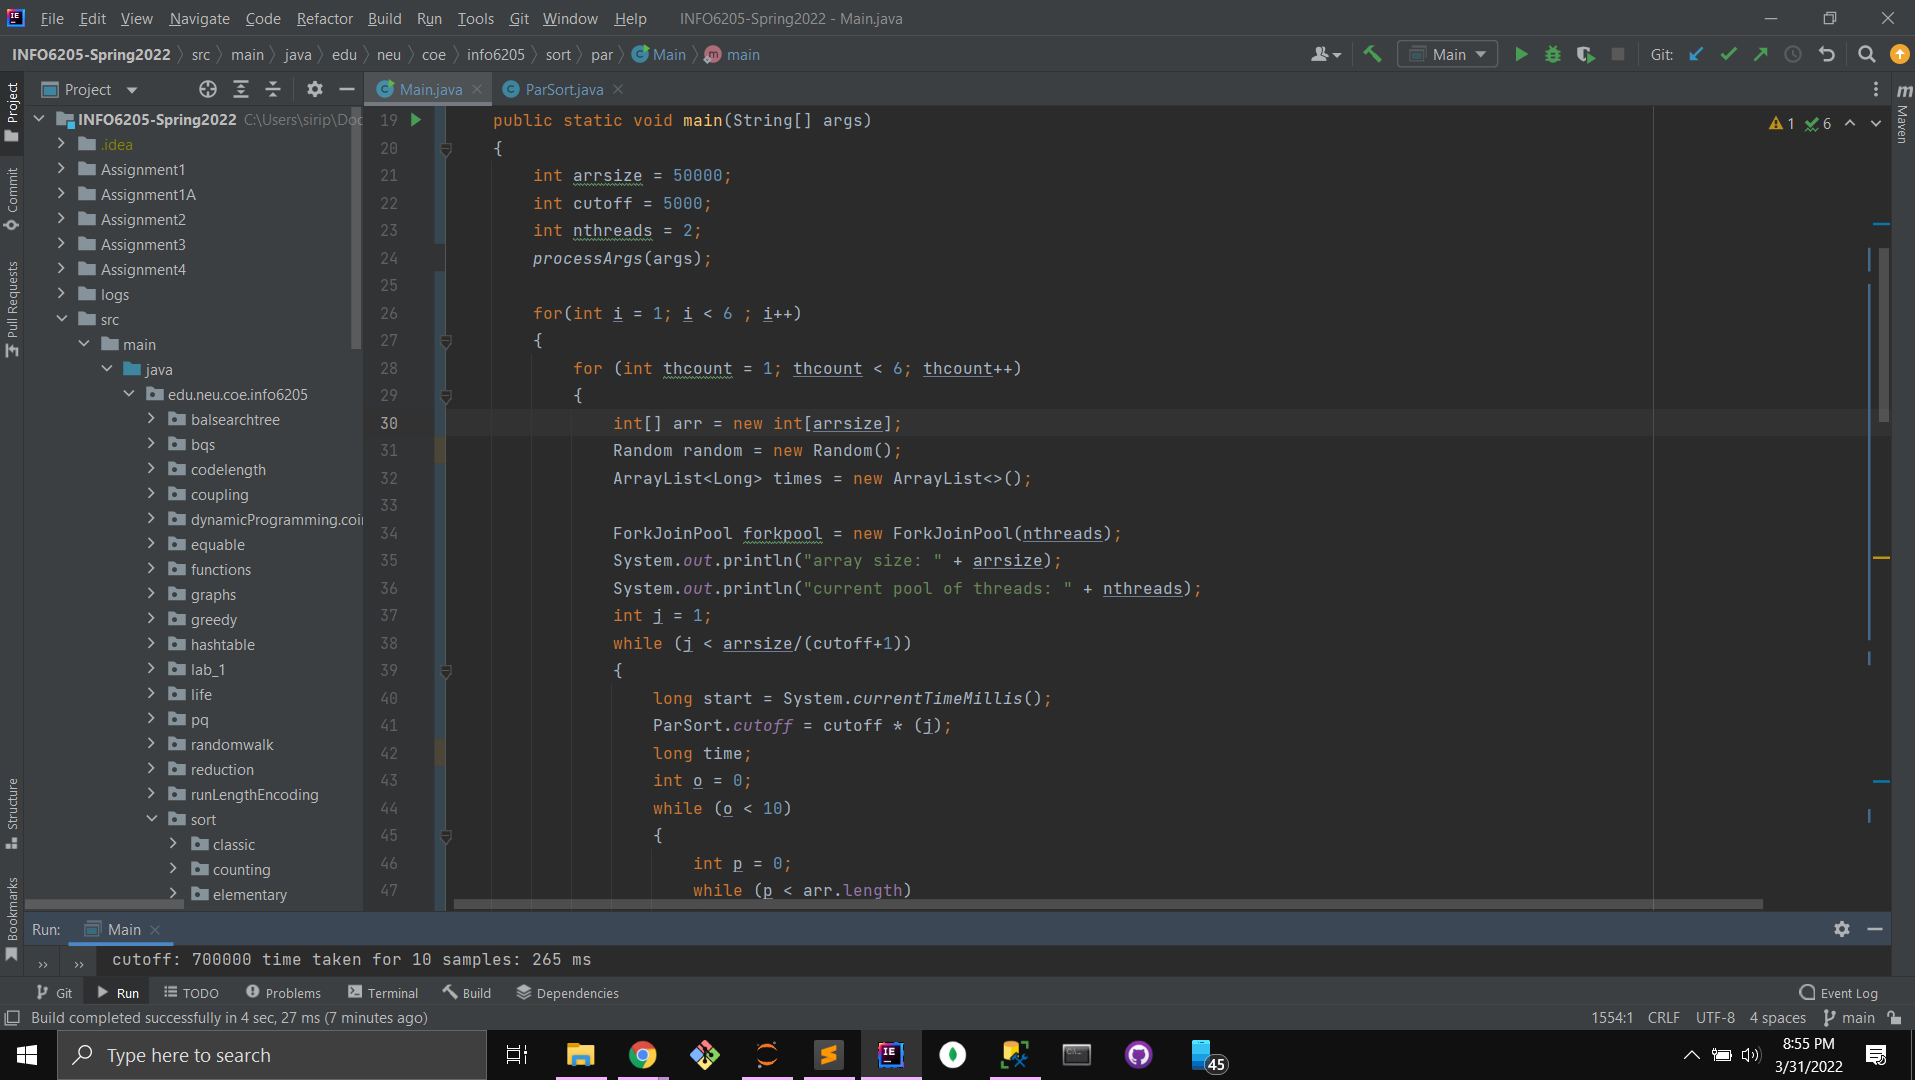 File Edit View Navigate Code Refactor Build Run Tools Git Window Help INFO6205-Spring2022 - Main.java
INFO6205-Spring2022 src main java edu neu coe info6205 sort par Main main
Main Git:
Project
Main.java ParSort.java
Project
Commit
Pull Requests
Structure
Bookmarks
INFO6205-Spring2022 C:\Users\sirip\Doc
.idea
Assignment1
Assignment1A
Assignment2
Assignment3
Assignment4
logs
src
main
java
edu.neu.coe.info6205
balsearchtree
bqs
codelength
coupling
dynamicProgramming.coi
equable
functions
graphs
greedy
hashtable
lab_1
life
pq
randomwalk
reduction
runLengthEncoding
sort
classic
counting
elementary
19 public static void main(String[] args)
20 {
21 int arrsize = 50000;
22 int cutoff = 5000;
23 int nthreads = 2;
24 processArgs(args);
25
26 for(int i = 1; i < 6 ; i++)
27 {
28 for (int thcount = 1; thcount < 6; thcount++)
29 {
30 int[] arr = new int[arrsize];
31 Random random = new Random();
32 ArrayList<Long> times = new ArrayList<>();
33
34 ForkJoinPool forkpool = new ForkJoinPool(nthreads);
35 System.out.println("array size: " + arrsize);
36 System.out.println("current pool of threads: " + nthreads);
37 int j = 1;
38 while (j < arrsize/(cutoff+1))
39 {
40 long start = System.currentTimeMillis();
41 ParSort.cutoff = cutoff * (j);
42 long time;
43 int o = 0;
44 while (o < 10)
45 {
46 int p = 0;
47 while (p < arr.length)
1 6
m Maven
Run: Main
cutoff: 700000 time taken for 10 samples: 265 ms
Git Run TODO Problems Terminal Build Dependencies Event Log
Build completed successfully in 4 sec, 27 ms (7 minutes ago) 1554:1 CRLF UTF-8 4 spaces main
Type here to search
45
8:55 PM
3/31/2022